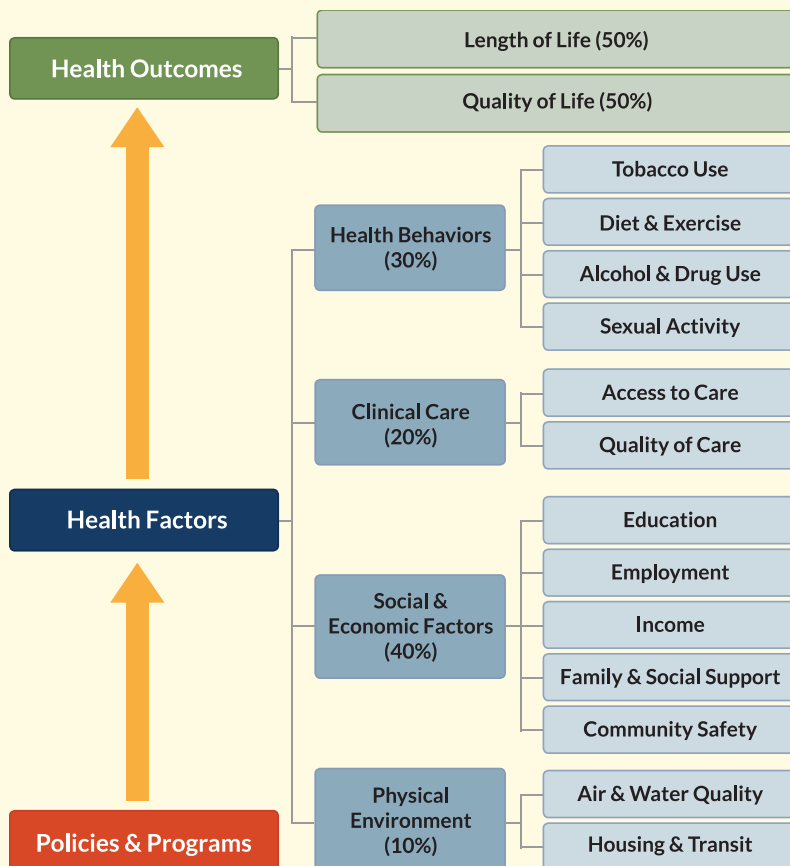 Health Outcomes
Length of Life (50%)
Quality of Life (50%)
Health Factors
Health Behaviors
(30%)
Tobacco Use
Diet & Exercise
Alcohol & Drug Use
Sexual Activity
Clinical Care
(20%)
Access to Care
Quality of Care
Social &
Economic Factors
(40%)
Education
Employment
Income
Family & Social Support
Community Safety
Physical
Environment
(10%)
Air & Water Quality
Housing & Transit
Policies & Programs